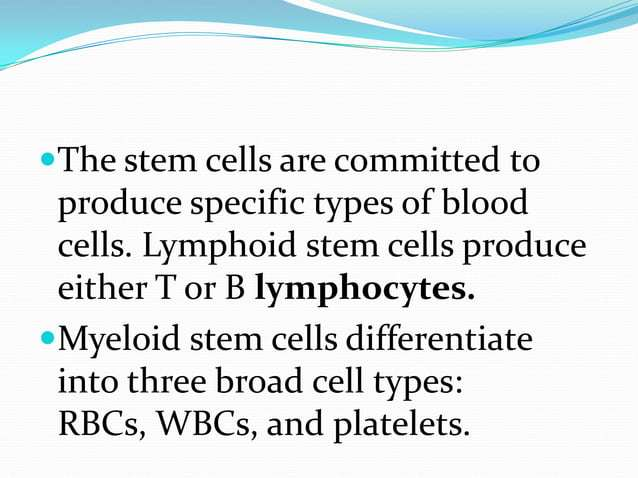 The stem cells are committed to
produce specific types of blood
cells. Lymphoid stem cells produce
either T or B lymphocytes.
Myeloid stem cells differentiate
into three broad cell types:
RBCs, WBCs, and platelets.